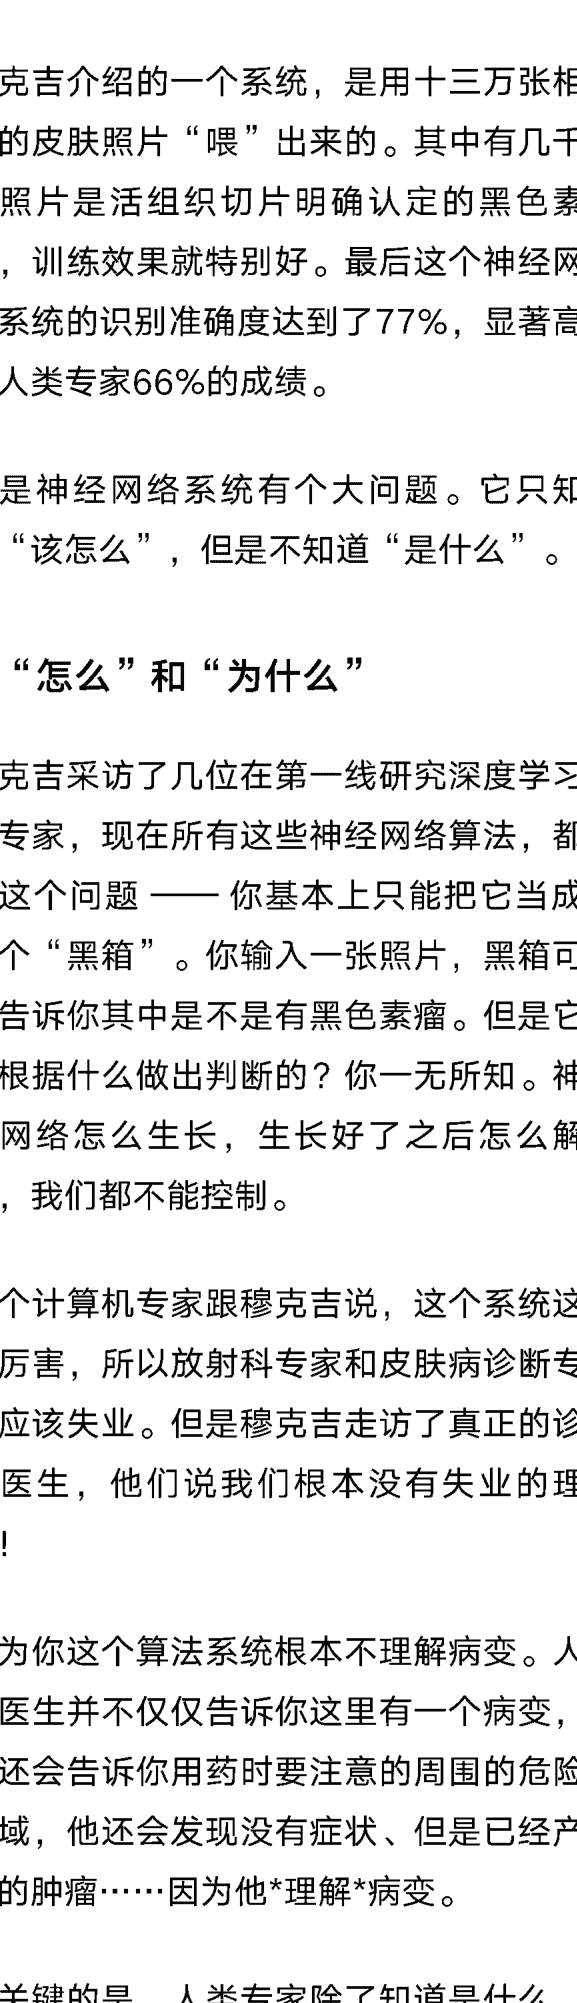 克吉介绍的一个系统，是用十三万张相
的皮肤照片“喂”出来的。其中有几千
照片是活组织切片明确认定的黑色素
，训练效果就特别好。最后这个神经网
系统的识别准确度达到了77%，显著高
人类专家66%的成绩。
是神经网络系统有个大问题。它只知
“该怎么”，但是不知道“是什么”。
“怎么”和“为什么”
克吉采访了几位在第一线研究深度学习
专家，现在所有这些神经网络算法，都
这个问题 —— 你基本上只能把它当成
个“黑箱”。你输入一张照片，黑箱可
告诉你其中是不是有黑色素瘤。但是它
根据什么做出判断的？你一无所知。神
网络怎么生长，生长好了之后怎么解
，我们都不能控制。
个计算机专家跟穆克吉说，这个系统这
厉害，所以放射科专家和皮肤病诊断专
应该失业。但是穆克吉走访了真正的诊
医生，他们说我们根本没有失业的理
！
为你这个算法系统根本不理解病变。人
医生并不仅仅告诉你这里有一个病变，
还会告诉你用药时要注意的周围的危险
域，他还会发现没有症状、但是已经产
的肿瘤……因为他*理解*病变。
关键的是，人类专家除了知道是什么，